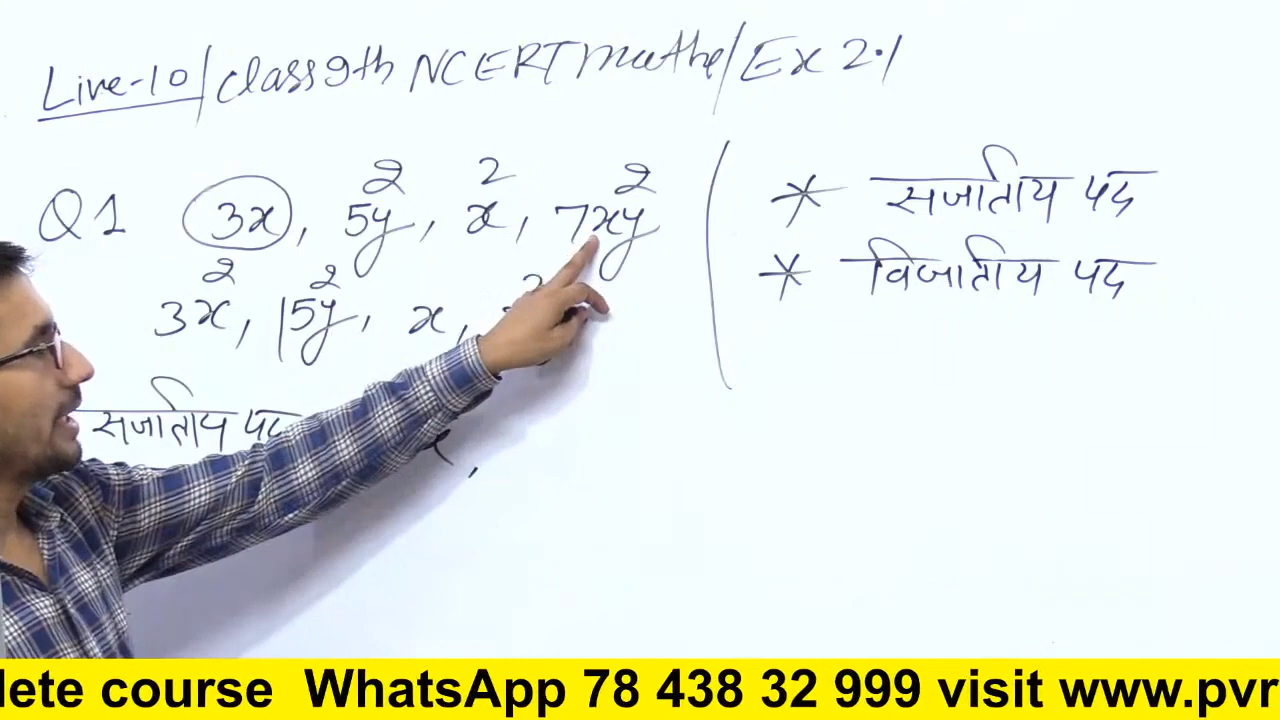 Live-10/class 9th NCERT maths/Ex 2.1
Q1 3x, 5y², x², 7xy²
3x², 15y², x,
सजातीय पद
* सजातीय पद
* विजातीय पद
lete course WhatsApp 78 438 32 999 visit www.pvr